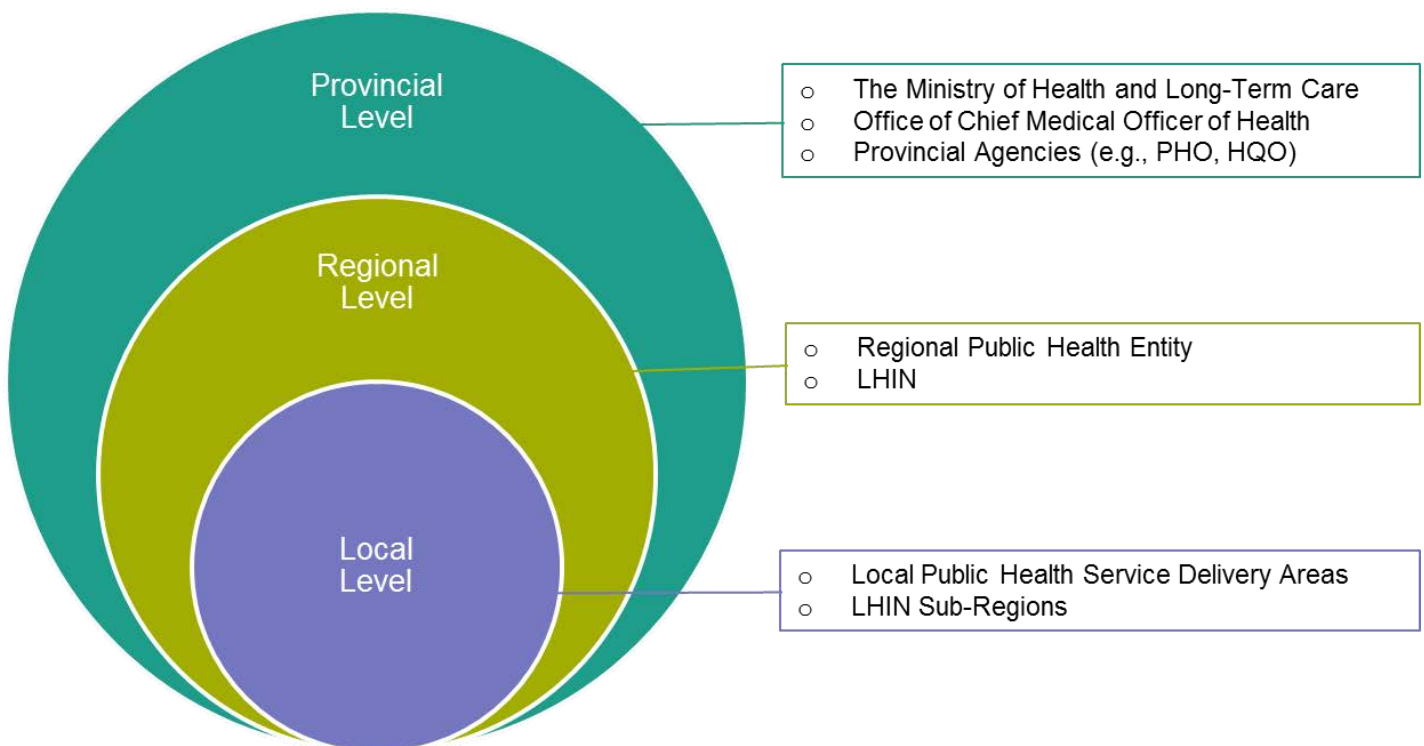 Provincial
Level
o The Ministry of Health and Long-Term Care
o Office of Chief Medical Officer of Health
o Provincial Agencies (e.g., PHO, HQO)
Regional
Level
o Regional Public Health Entity
o LHIN
Local
Level
o Local Public Health Service Delivery Areas
o LHIN Sub-Regions